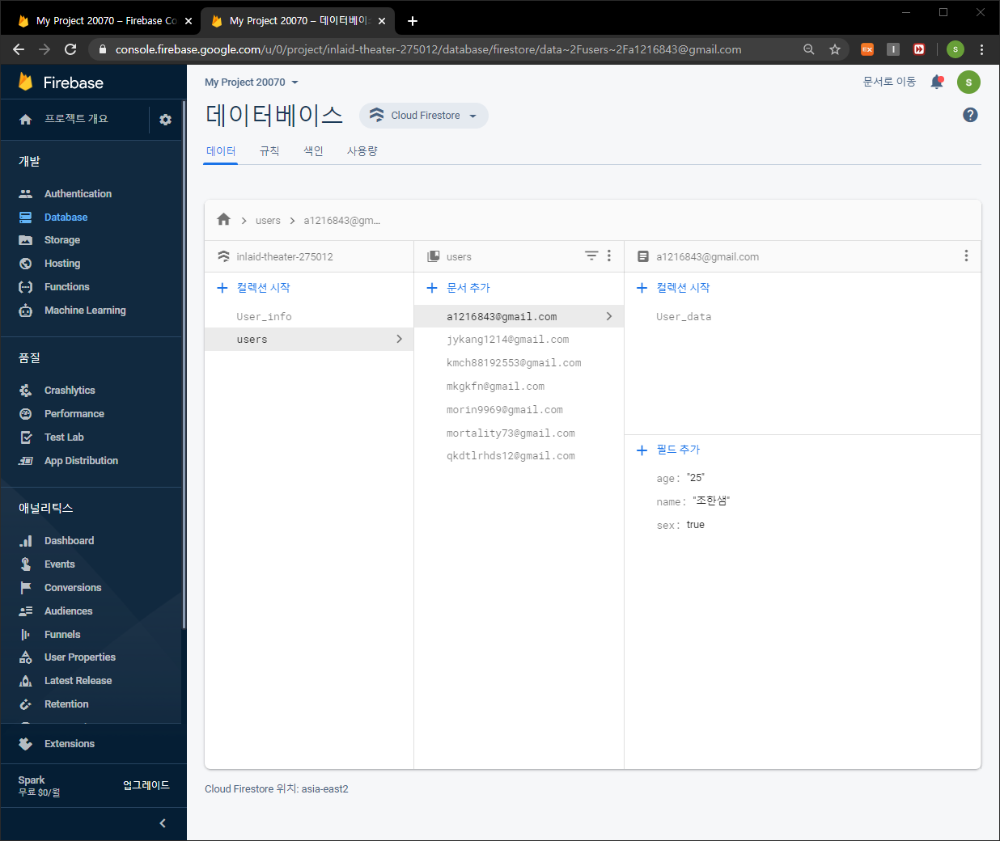 My Project 20070 – Firebase Co
My Project 20070 – 데이터베이스
console.firebase.google.com/u/0/project/inlaid-theater-275012/database/firestore/data~2Fusers~2Fa1216843@gmail.com
EX
I
S
Firebase
My Project 20070
문서로 이동
S
프로젝트 개요
데이터베이스
Cloud Firestore
데이터
규칙
색인
사용량
개발
Authentication
Database
Storage
Hosting
Functions
Machine Learning
품질
Crashlytics
Performance
Test Lab
App Distribution
애널리틱스
Dashboard
Events
Conversions
Audiences
Funnels
User Properties
Latest Release
Retention
Extensions
Spark
무료 $0/월
업그레이드
users
a1216843@gm...
inlaid-theater-275012
users
a1216843@gmail.com
컬렉션 시작
문서 추가
컬렉션 시작
User_info
users
a1216843@gmail.com
jykang1214@gmail.com
kmch88192553@gmail.com
mkgkfn@gmail.com
morin9969@gmail.com
mortality73@gmail.com
qkdtlrhds12@gmail.com
User_data
필드 추가
age: "25"
name: "조한샘"
sex: true
Cloud Firestore 위치: asia-east2